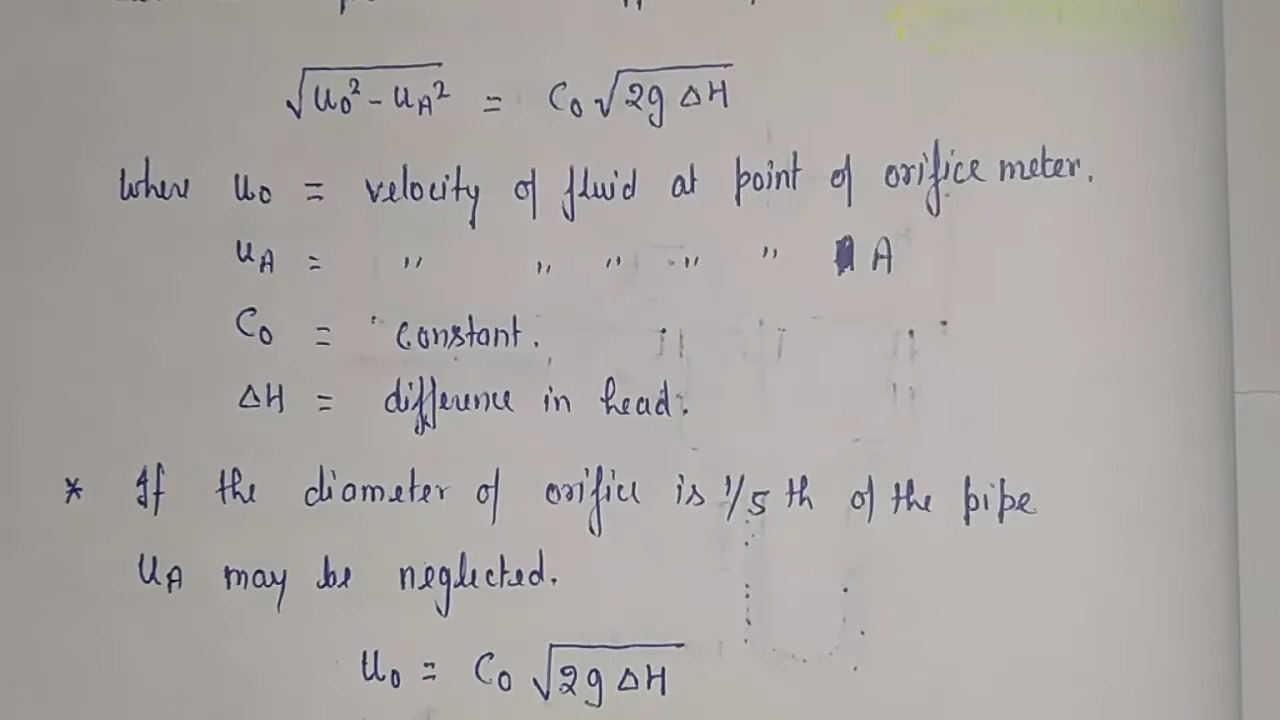 √(u₀² - u_A²) = C₀ √(2g ΔH)
Where u₀ = velocity of fluid at point of orifice meter.
u_A = " " " " " A
C₀ = constant.
ΔH = difference in head.
* If the diameter of orifice is 1/5 th of the pipe
u_A may be neglected.
u₀ = C₀ √(2g ΔH)